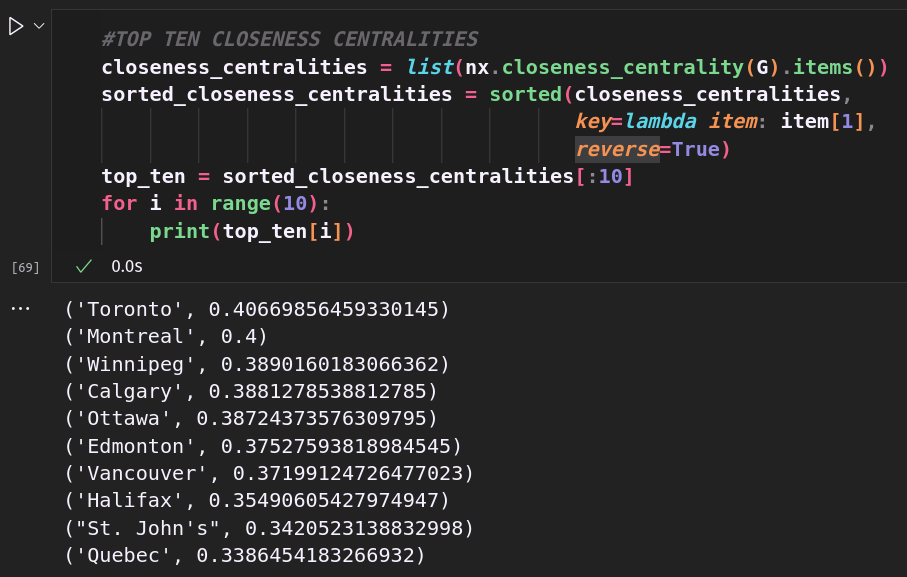 #TOP TEN CLOSENESS CENTRALITIES
closeness_centralities = list(nx.closeness_centrality(G).items())
sorted_closeness_centralities = sorted(closeness_centralities,
key=lambda item: item[1],
reverse=True)
top_ten = sorted_closeness_centralities[:10]
for i in range(10):
print(top_ten[i])
[69] 0.0s
('Toronto', 0.40669856459330145)
('Montreal', 0.4)
('Winnipeg', 0.3890160183066362)
('Calgary', 0.3881278538812785)
('Ottawa', 0.38724373576309795)
('Edmonton', 0.37527593818984545)
('Vancouver', 0.37199124726477023)
('Halifax', 0.35490605427974947)
("St. John's", 0.3420523138832998)
('Quebec', 0.3386454183266932)